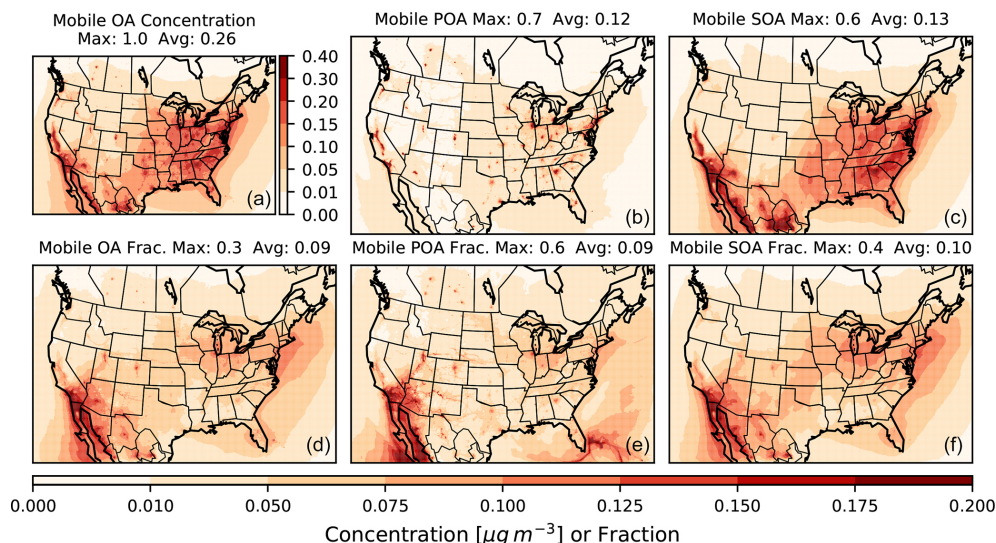 Mobile OA Concentration
Max: 1.0 Avg: 0.26
Mobile POA Max: 0.7 Avg: 0.12
Mobile SOA Max: 0.6 Avg: 0.13
0.40
0.30
0.20
0.15
0.10
0.05
0.01
0.00
(a)
(b)
(c)
Mobile OA Frac. Max: 0.3 Avg: 0.09
Mobile POA Frac. Max: 0.6 Avg: 0.09
Mobile SOA Frac. Max: 0.4 Avg: 0.10
(d)
(e)
(f)
0.000 0.010 0.050 0.075 0.100 0.125 0.150 0.175 0.200
Concentration [μg m⁻³] or Fraction